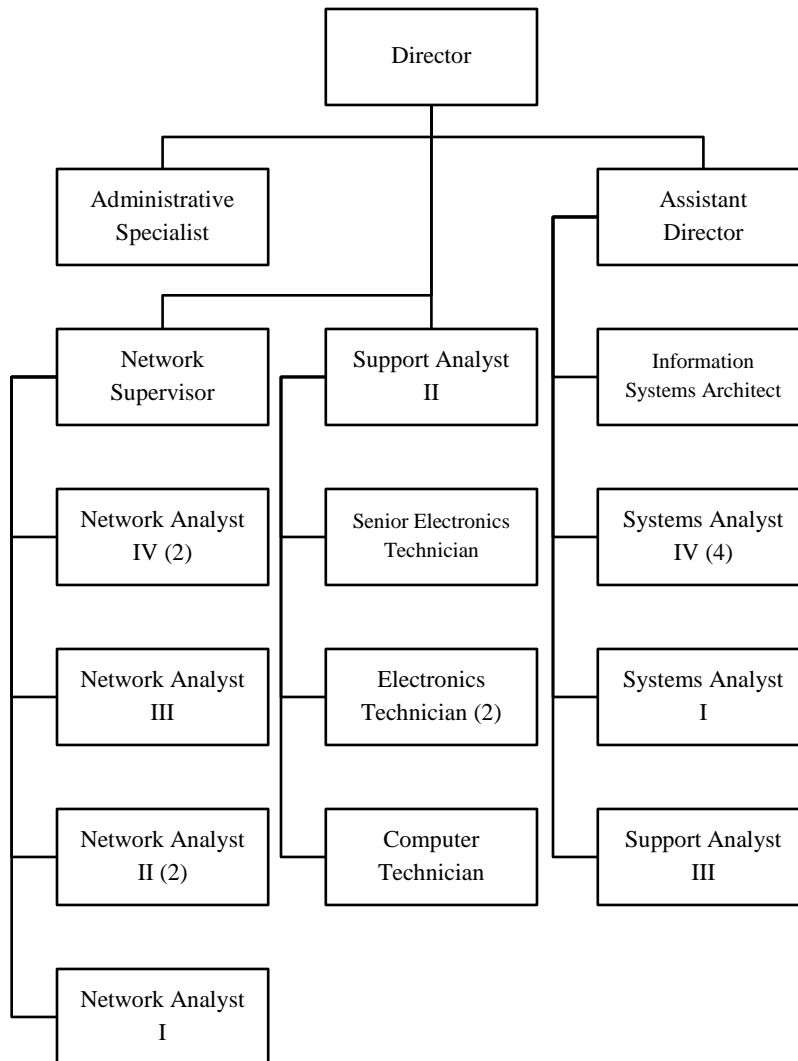 Director
Administrative
Specialist
Assistant
Director
Network
Supervisor
Support Analyst
II
Information
Systems Architect
Network Analyst
IV (2)
Senior Electronics
Technician
Systems Analyst
IV (4)
Network Analyst
III
Electronics
Technician (2)
Systems Analyst
I
Network Analyst
II (2)
Computer
Technician
Support Analyst
III
Network Analyst
I